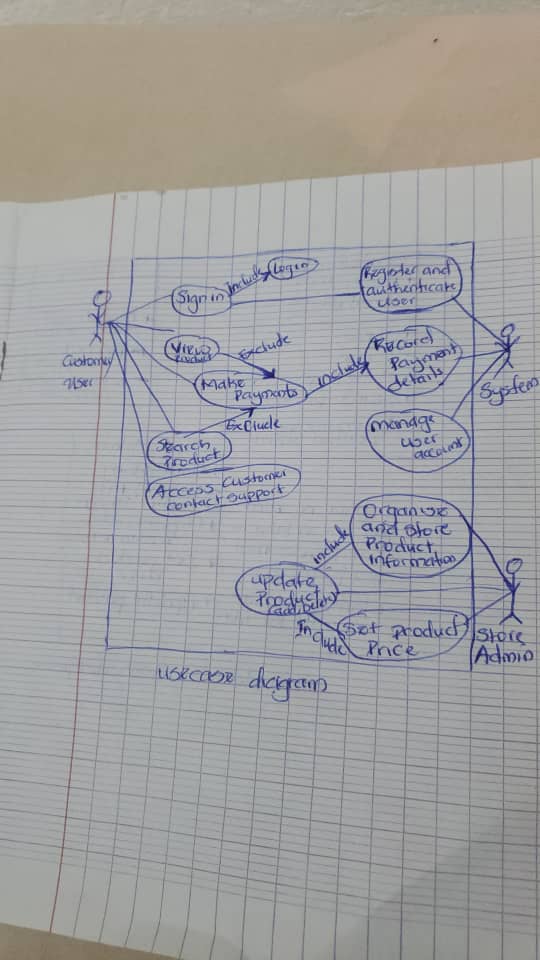 Sign in
Include
Login
Register and
authenticate
user
Customer
User
View
Product
Exclude
Make
Payments
include
Record
Payment
details
System
Exclude
Search
Product
Manage
user
account
Access Customer
contact support
Organise
and store
Product
information
include
update
Product
(add, delete)
Include
Set Product
Price
Store
Admin
usecase diagram